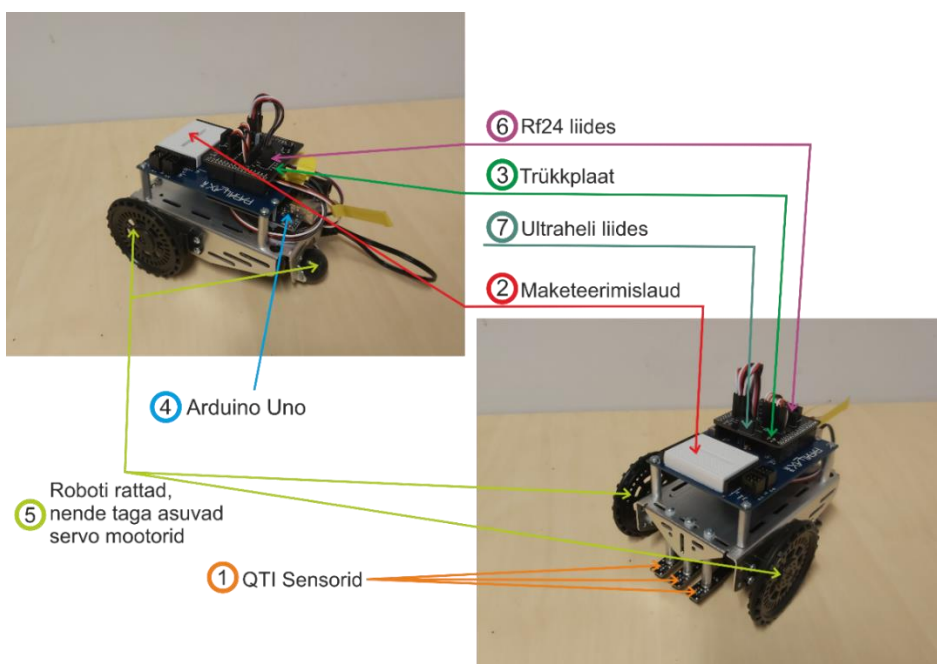 6 Rf24 liides
3 Trükkplaat
7 Ultraheli liides
2 Maketeerimislaud
4 Arduino Uno
Roboti rattad,
5 nende taga asuvad
servo mootorid
1 QTI Sensorid
PARALLAX
PARALLAX